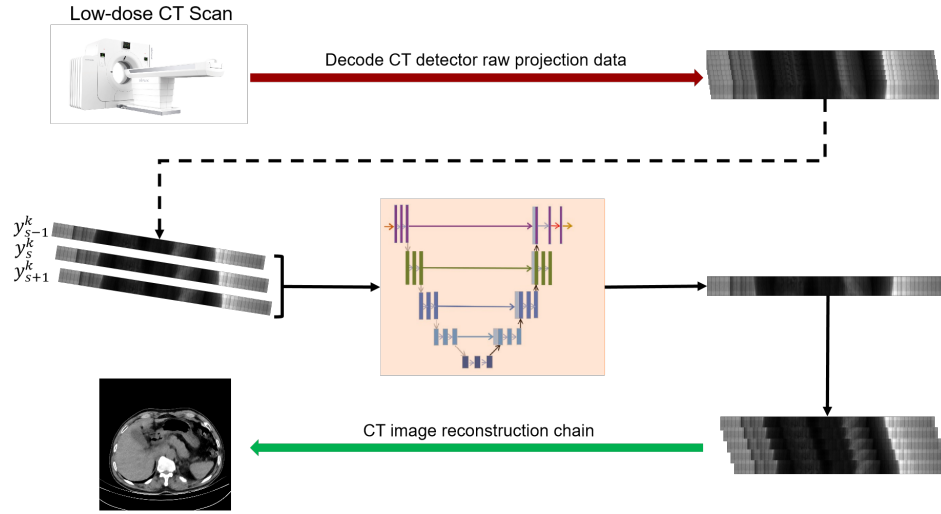 Low-dose CT Scan
Decode CT detector raw projection data
y^k_{s-1}
y^k_s
y^k_{s+1}
CT image reconstruction chain